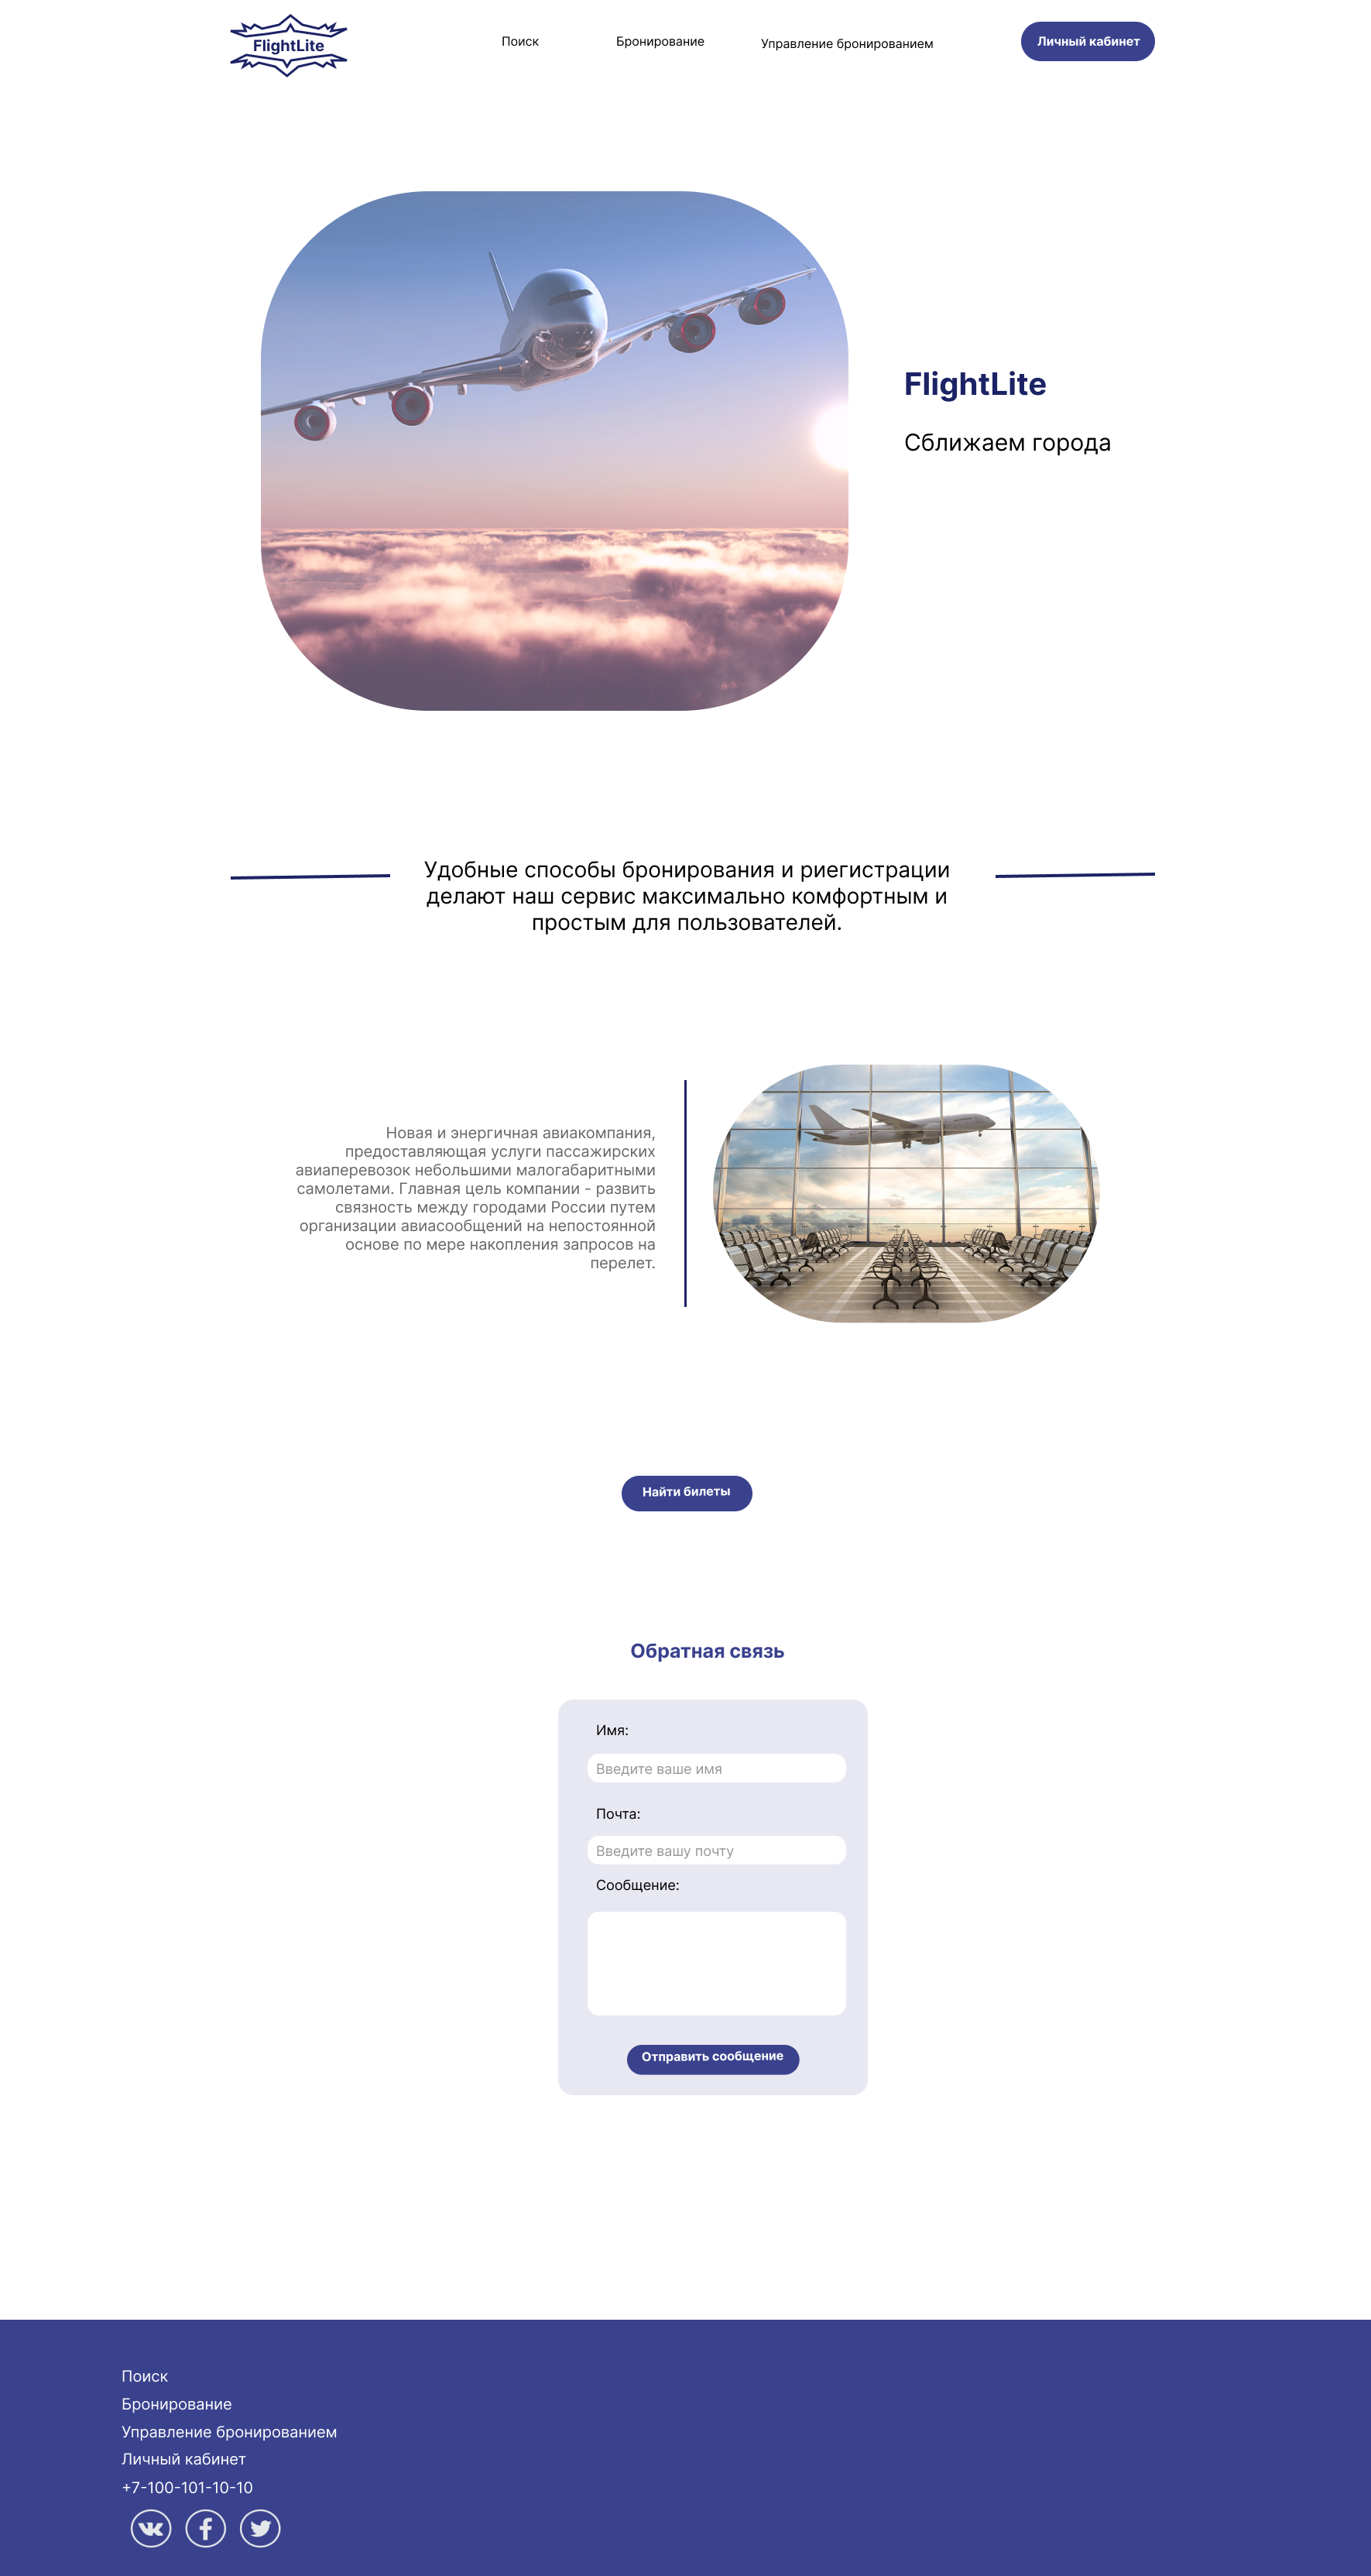 FlightLite
Поиск
Бронирование
Управление бронированием
Личный кабинет
FlightLite
Сближаем города
Удобные способы бронирования и риегистрации
делают наш сервис максимально комфортным и
простым для пользователей.
Новая и энергичная авиакомпания,
предоставляющая услуги пассажирских
авиаперевозок небольшими малогабаритными
самолетами. Главная цель компании - развить
связность между городами России путем
организации авиасообщений на непостоянной
основе по мере накопления запросов на
перелет.
Найти билеты
Обратная связь
Имя:
Введите ваше имя
Почта:
Введите вашу почту
Сообщение:
Отправить сообщение
Поиск
Бронирование
Управление бронированием
Личный кабинет
+7-100-101-10-10